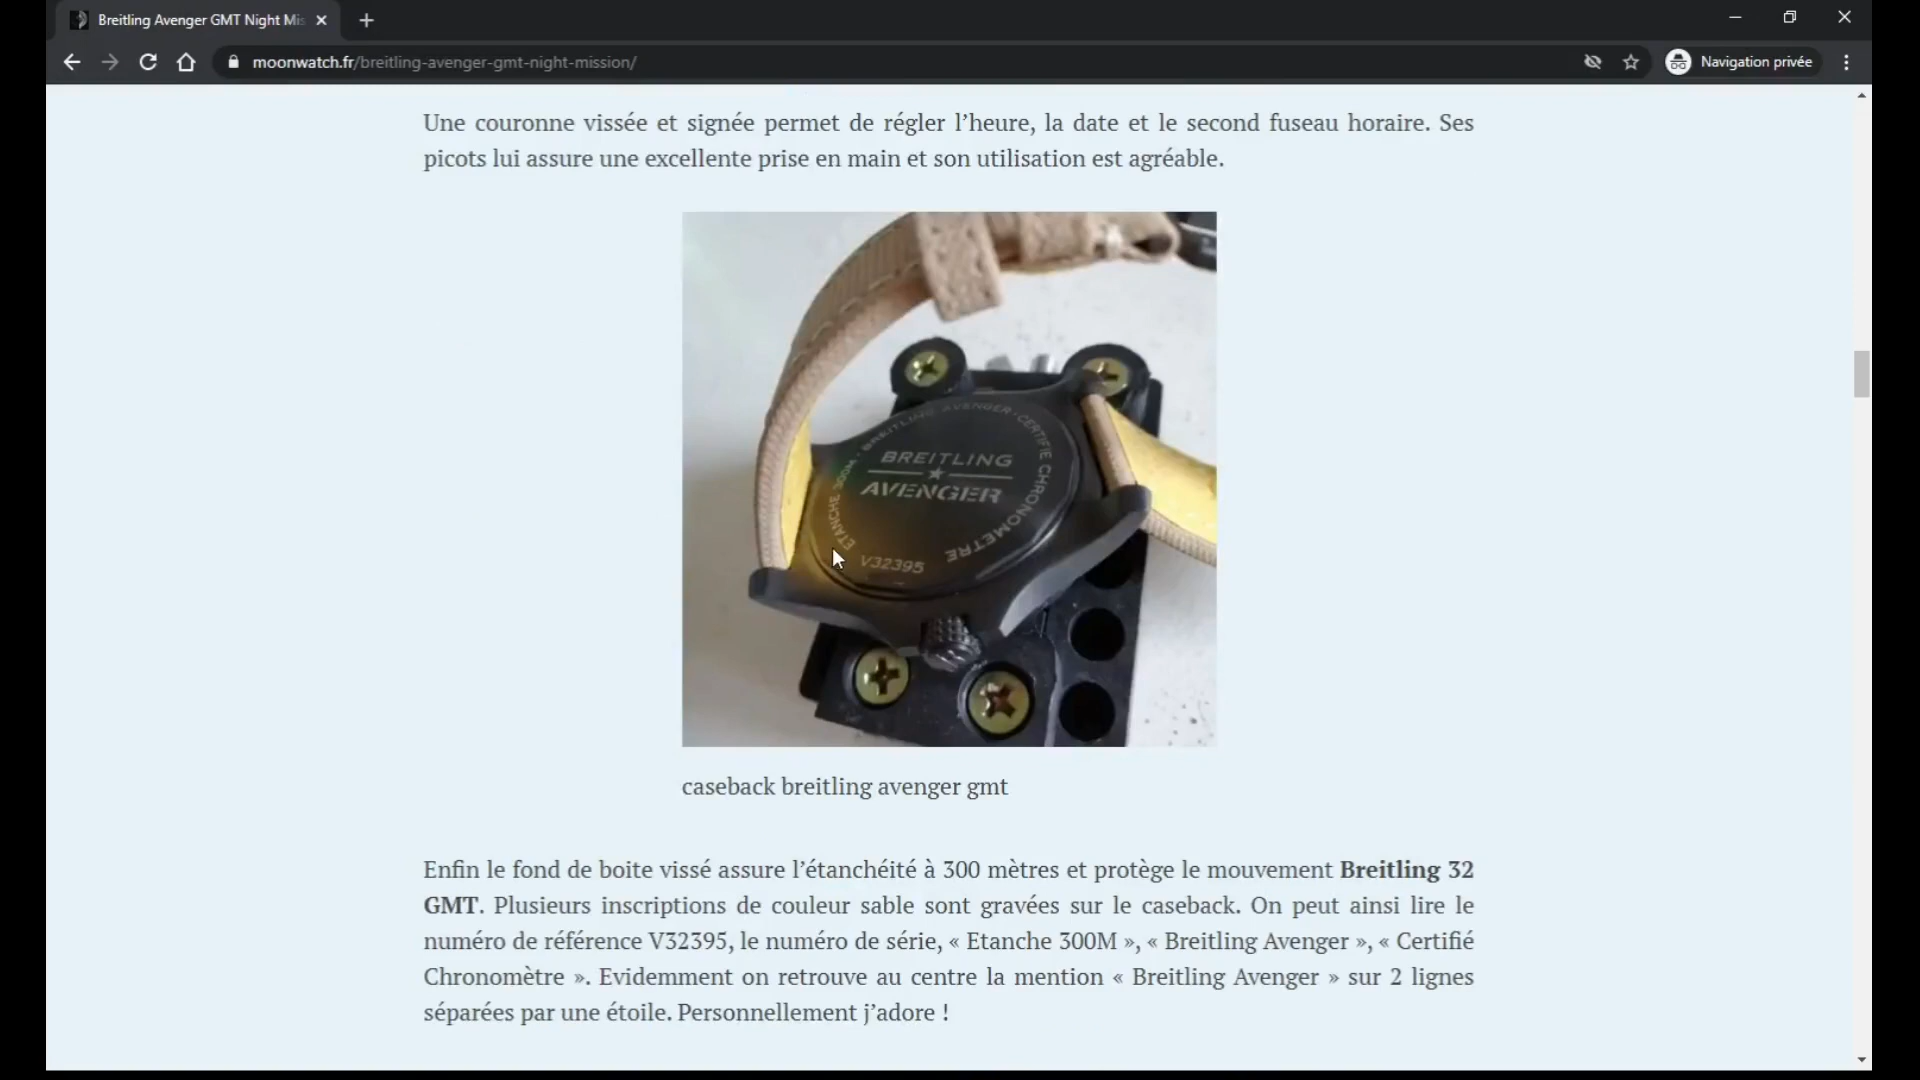 Breitling Avenger GMT Night Mis
moonwatch.fr/breitling-avenger-gmt-night-mission/
Navigation privée
Une couronne vissée et signée permet de régler l’heure, la date et le second fuseau horaire. Ses
picots lui assure une excellente prise en main et son utilisation est agréable.
BREITLING AVENGER · CERTIFIE CHRONOMETRE
ETANCHE 300M ·
BREITLING
AVENGER
V32395
caseback breitling avenger gmt
Enfin le fond de boite vissé assure l’étanchéité à 300 mètres et protège le mouvement Breitling 32
GMT. Plusieurs inscriptions de couleur sable sont gravées sur le caseback. On peut ainsi lire le
numéro de référence V32395, le numéro de série, « Etanche 300M », « Breitling Avenger », « Certifié
Chronomètre ». Evidemment on retrouve au centre la mention « Breitling Avenger » sur 2 lignes
séparées par une étoile. Personnellement j’adore !